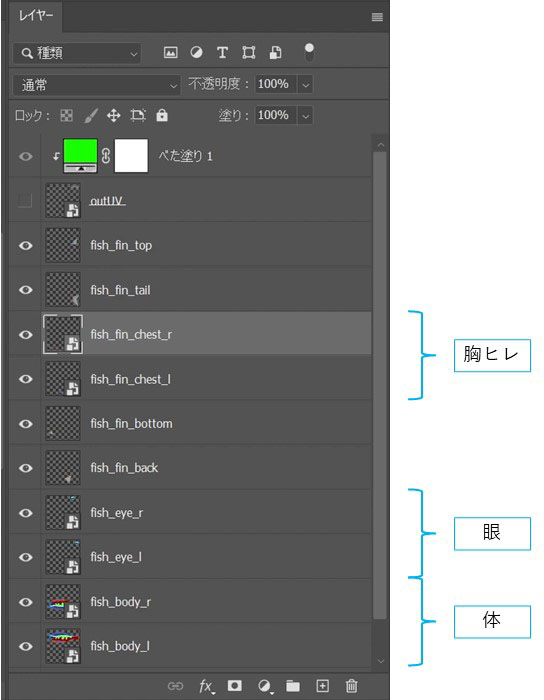 レイヤー
種類
通常
不透明度: 100%
ロック:
塗り: 100%
べた塗り 1
outUV
fish_fin_top
fish_fin_tail
fish_fin_chest_r
胸ヒレ
fish_fin_chest_l
fish_fin_bottom
fish_fin_back
fish_eye_r
眼
fish_eye_l
fish_body_r
体
fish_body_l
fx